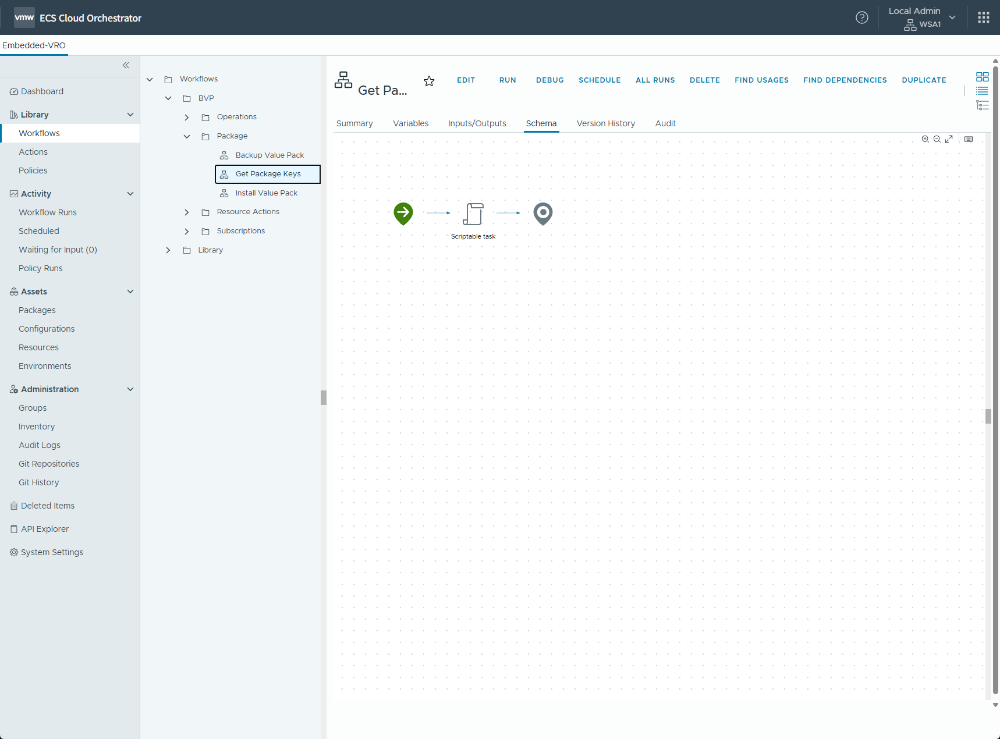 vmw ECS Cloud Orchestrator
Local Admin
WSA1
Embedded-VRO
Dashboard
Library
Workflows
Actions
Policies
Activity
Workflow Runs
Scheduled
Waiting for Input (0)
Policy Runs
Assets
Packages
Configurations
Resources
Environments
Administration
Groups
Inventory
Audit Logs
Git Repositories
Git History
Deleted Items
API Explorer
System Settings
Workflows
BVP
Operations
Package
Backup Value Pack
Get Package Keys
Install Value Pack
Resource Actions
Subscriptions
Library
Get Pa...
EDIT RUN DEBUG SCHEDULE ALL RUNS DELETE FIND USAGES FIND DEPENDENCIES DUPLICATE
Summary Variables Inputs/Outputs Schema Version History Audit
Scriptable task